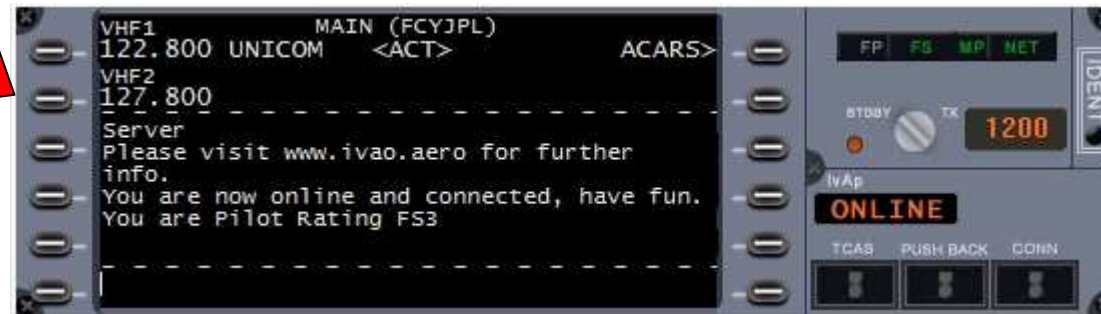 VHF1 MAIN (FCYJPL)
122.800 UNICOM <ACT> ACARS>
VHF2
127.800
Server
Please visit www.ivao.aero for further
info.
You are now online and connected, have fun.
You are Pilot Rating FS3
FP FS MP NET
STDBY TX 1200
IDENT
IvAp
ONLINE
TCAS PUSH BACK CONN